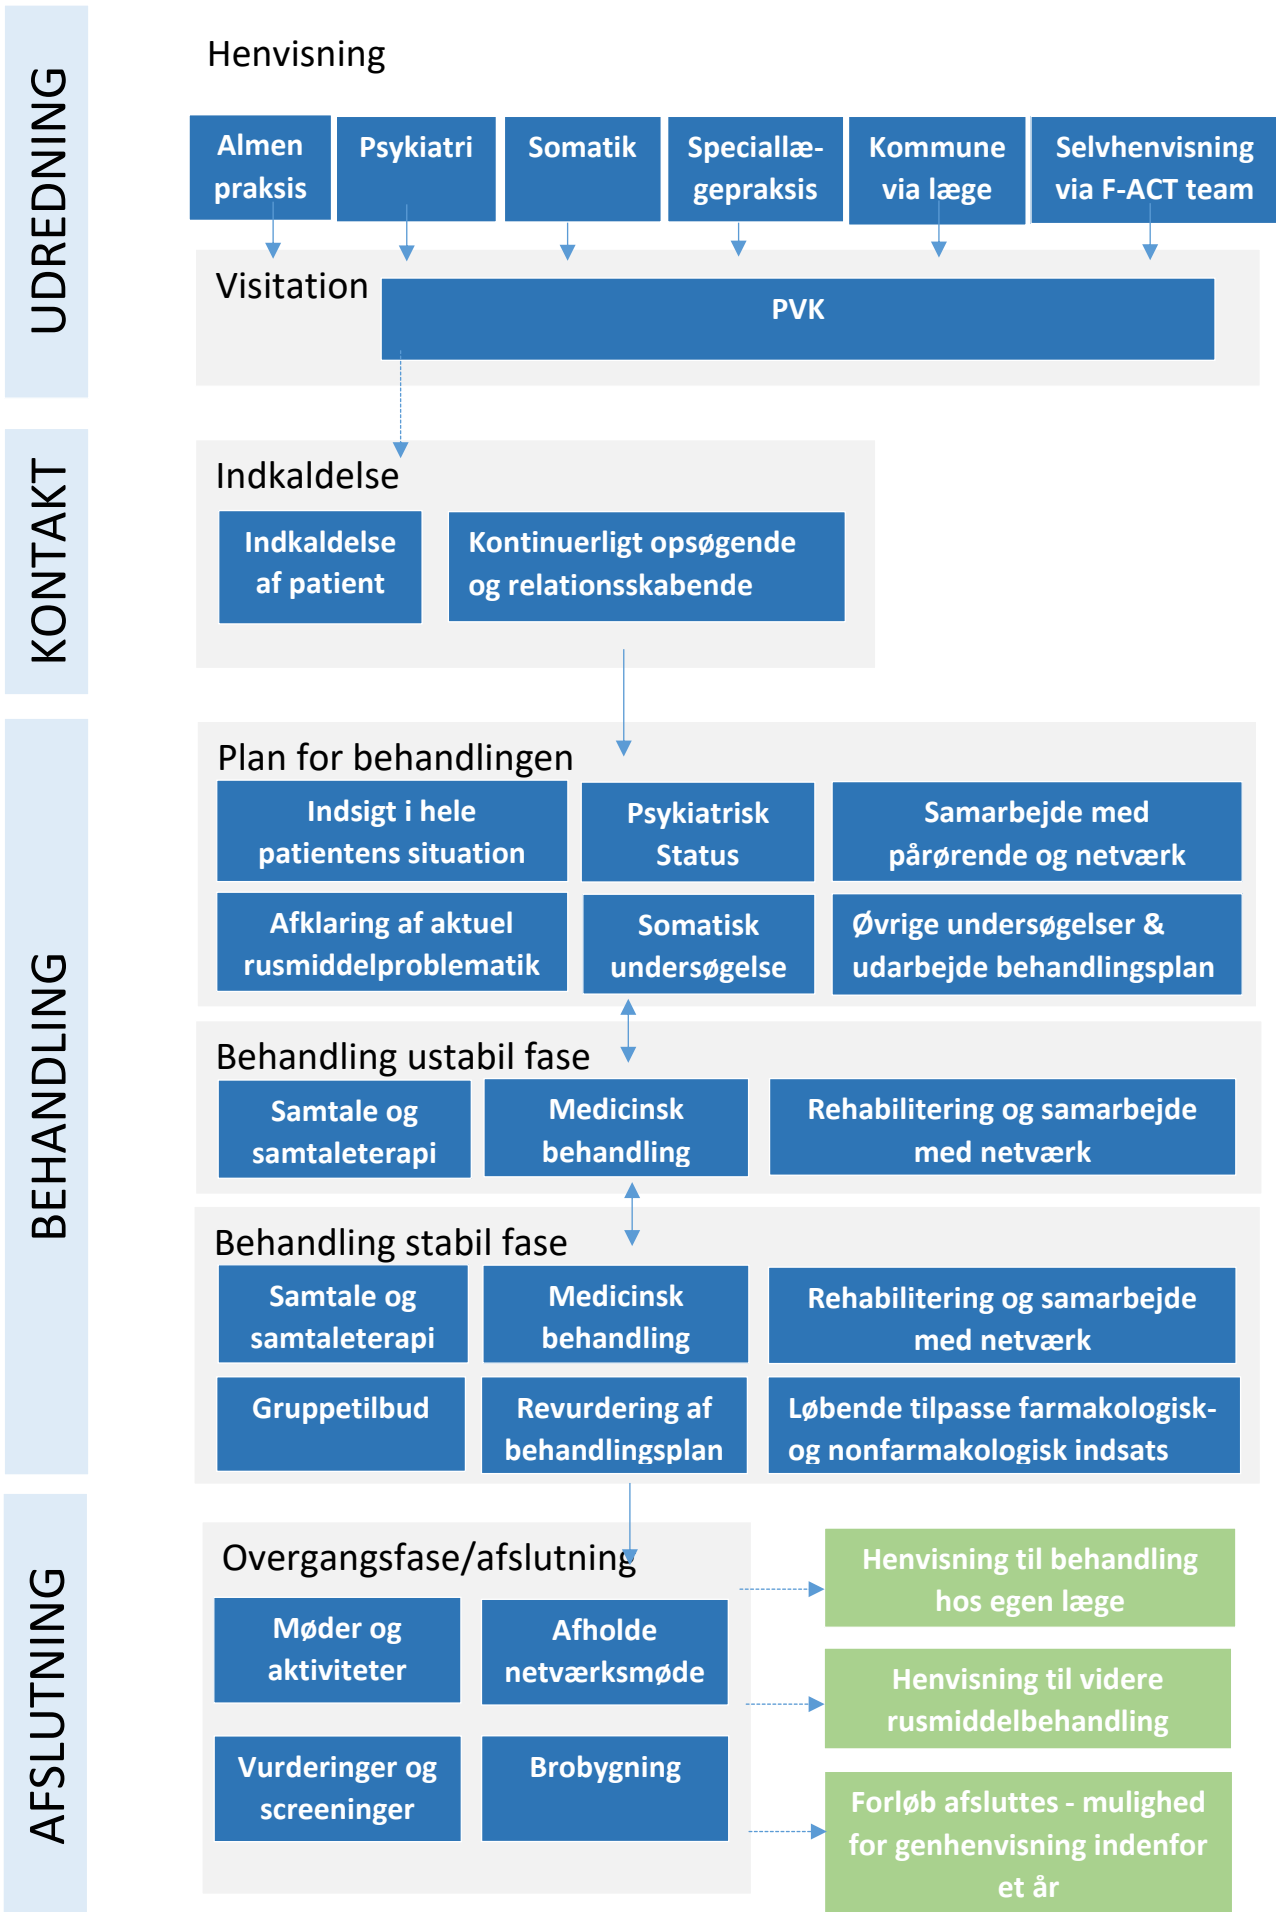 UDREDNING
Henvisning
Almen
praksis
Psykiatri
Somatik
Speciallæ-
gepraksis
Kommune
via læge
Selvhenvisning
via F-ACT team
Visitation
PVK
KONTAKT
Indkaldelse
Indkaldelse
af patient
Kontinuerligt opsøgende
og relationsskabende
BEHANDLING
Plan for behandlingen
Indsigt i hele
patientens situation
Psykiatrisk
Status
Samarbejde med
pårørende og netværk
Afklaring af aktuel
rusmiddelproblematik
Somatisk
undersøgelse
Øvrige undersøgelser &
udarbejde behandlingsplan
Behandling ustabil fase
Samtale og
samtaleterapi
Medicinsk
behandling
Rehabilitering og samarbejde
med netværk
Behandling stabil fase
Samtale og
samtaleterapi
Medicinsk
behandling
Rehabilitering og samarbejde
med netværk
Gruppetilbud
Revurdering af
behandlingsplan
Løbende tilpasse farmakologisk-
og nonfarmakologisk indsats
AFSLUTNING
Overgangsfase/afslutning
Møder og
aktiviteter
Afholde
netværksmøde
Vurderinger og
screeninger
Brobygning
Henvisning til behandling
hos egen læge
Henvisning til videre
rusmiddelbehandling
Forløb afsluttes - mulighed
for genhenvisning indenfor
et år